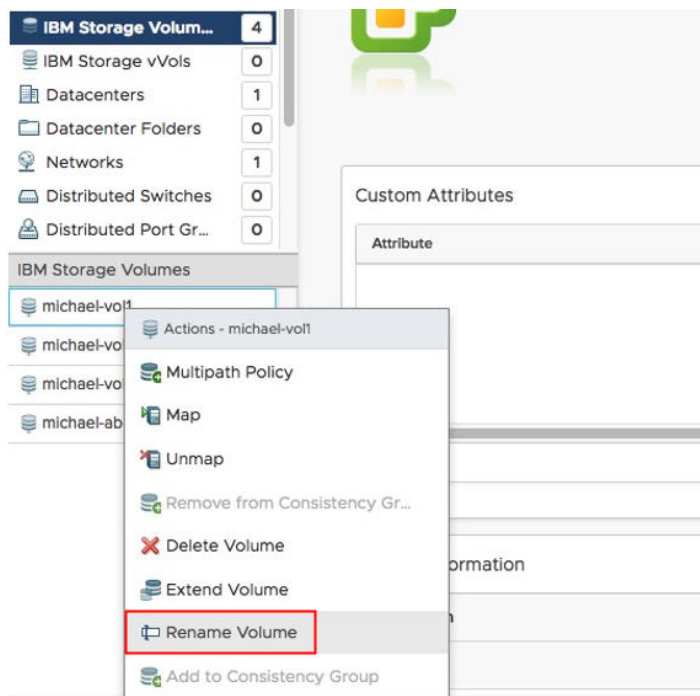 IBM Storage Volum... 4
IBM Storage vVols 0
Datacenters 1
Datacenter Folders 0
Networks 1
Distributed Switches 0
Distributed Port Gr... 0
IBM Storage Volumes
michael-vol1
michael-vo
michael-vo
michael-ab
Actions - michael-vol1
Multipath Policy
Map
Unmap
Remove from Consistency Gr...
Delete Volume
Extend Volume
Rename Volume
Add to Consistency Group
Custom Attributes
Attribute
ormation